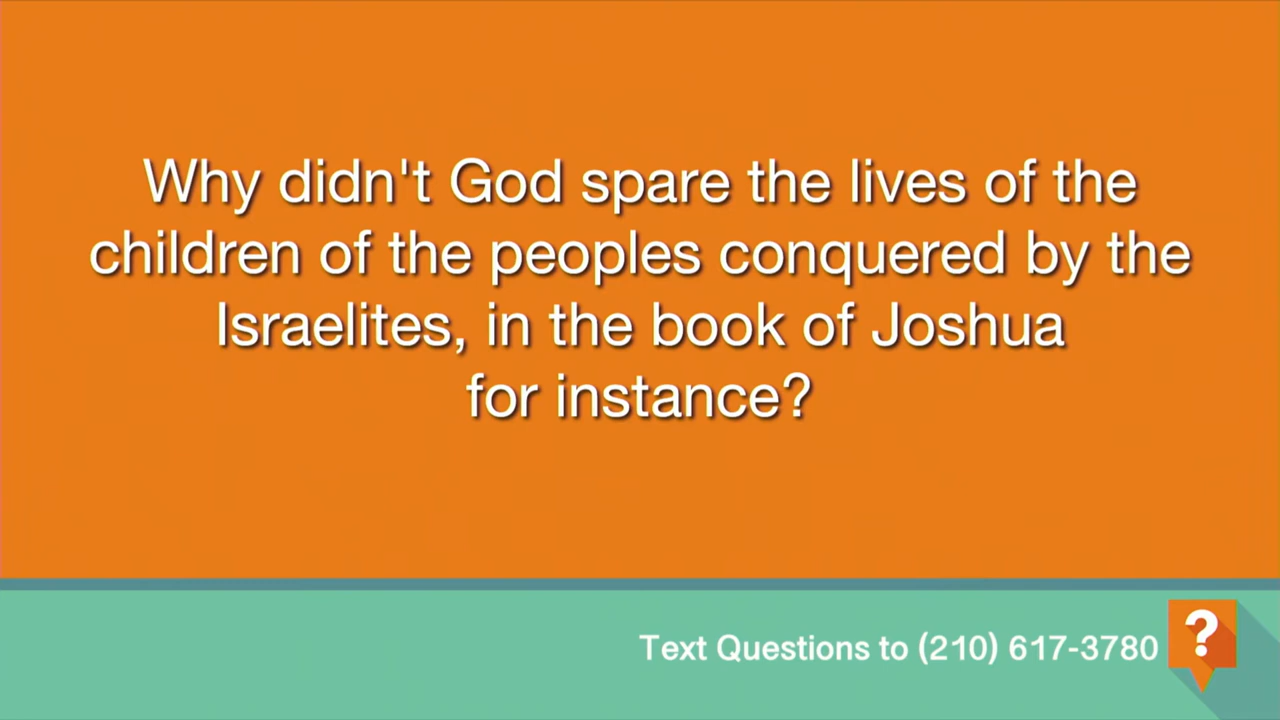 Why didn't God spare the lives of the
children of the peoples conquered by the
Israelites, in the book of Joshua
for instance?
Text Questions to (210) 617-3780
?